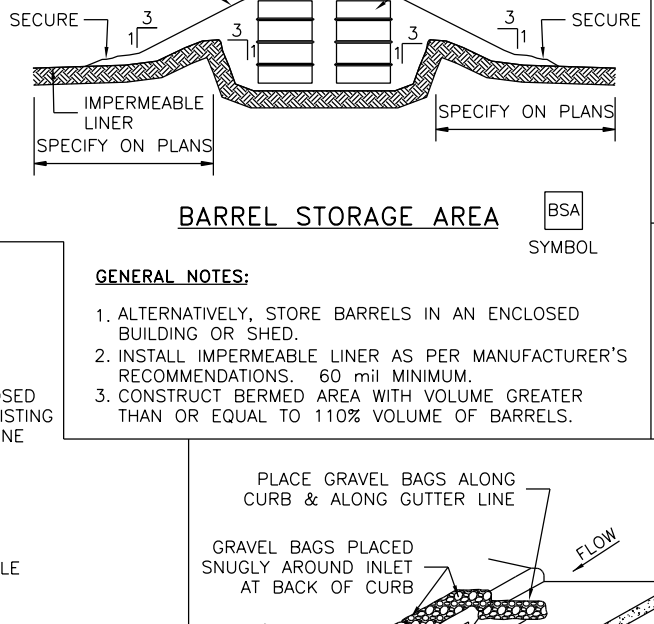 SECURE
3
1
3
1
1
3
3
1
SECURE
IMPERMEABLE
LINER
SPECIFY ON PLANS
SPECIFY ON PLANS
BARREL STORAGE AREA
BSA
SYMBOL
GENERAL NOTES:
1. ALTERNATIVELY, STORE BARRELS IN AN ENCLOSED
BUILDING OR SHED.
2. INSTALL IMPERMEABLE LINER AS PER MANUFACTURER'S
RECOMMENDATIONS. 60 mil MINIMUM.
3. CONSTRUCT BERMED AREA WITH VOLUME GREATER
THAN OR EQUAL TO 110% VOLUME OF BARRELS.
OSED
ISTING
NE
LE
PLACE GRAVEL BAGS ALONG
CURB & ALONG GUTTER LINE
GRAVEL BAGS PLACED
SNUGLY AROUND INLET
AT BACK OF CURB
FLOW